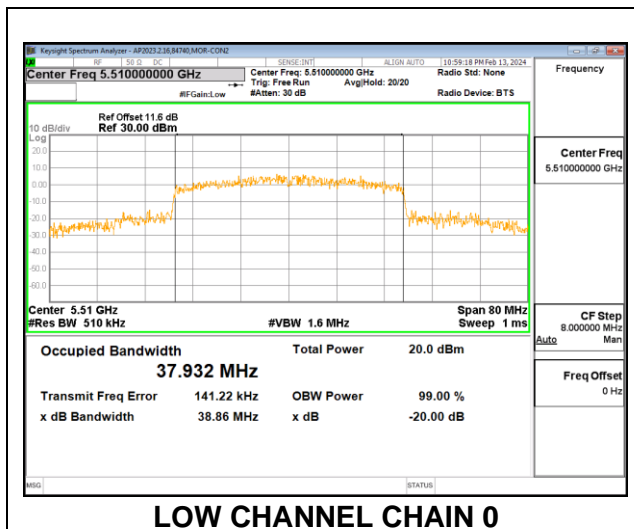 Keysight Spectrum Analyzer - AP2023.2.16,84740,MOR-CON2
RF 50 Ω DC SENSE:INT ALIGN AUTO 10:59:18 PM Feb 13, 2024
Center Freq 5.510000000 GHz Center Freq: 5.510000000 GHz Radio Std: None Frequency
Trig: Free Run Avg|Hold: 20/20
#IFGain:Low #Atten: 30 dB Radio Device: BTS
Ref Offset 11.6 dB
10 dB/div Ref 30.00 dBm
Log
20.0
10.0
0.00
-10.0
-20.0
-30.0
-40.0
-50.0
-60.0
Center Freq
5.510000000 GHz
Center 5.51 GHz Span 80 MHz
#Res BW 510 kHz #VBW 1.6 MHz Sweep 1 ms
CF Step
8.000000 MHz
Auto Man
Occupied Bandwidth Total Power 20.0 dBm
37.932 MHz
Freq Offset
0 Hz
Transmit Freq Error 141.22 kHz OBW Power 99.00 %
x dB Bandwidth 38.86 MHz x dB -20.00 dB
MSG STATUS
LOW CHANNEL CHAIN 0